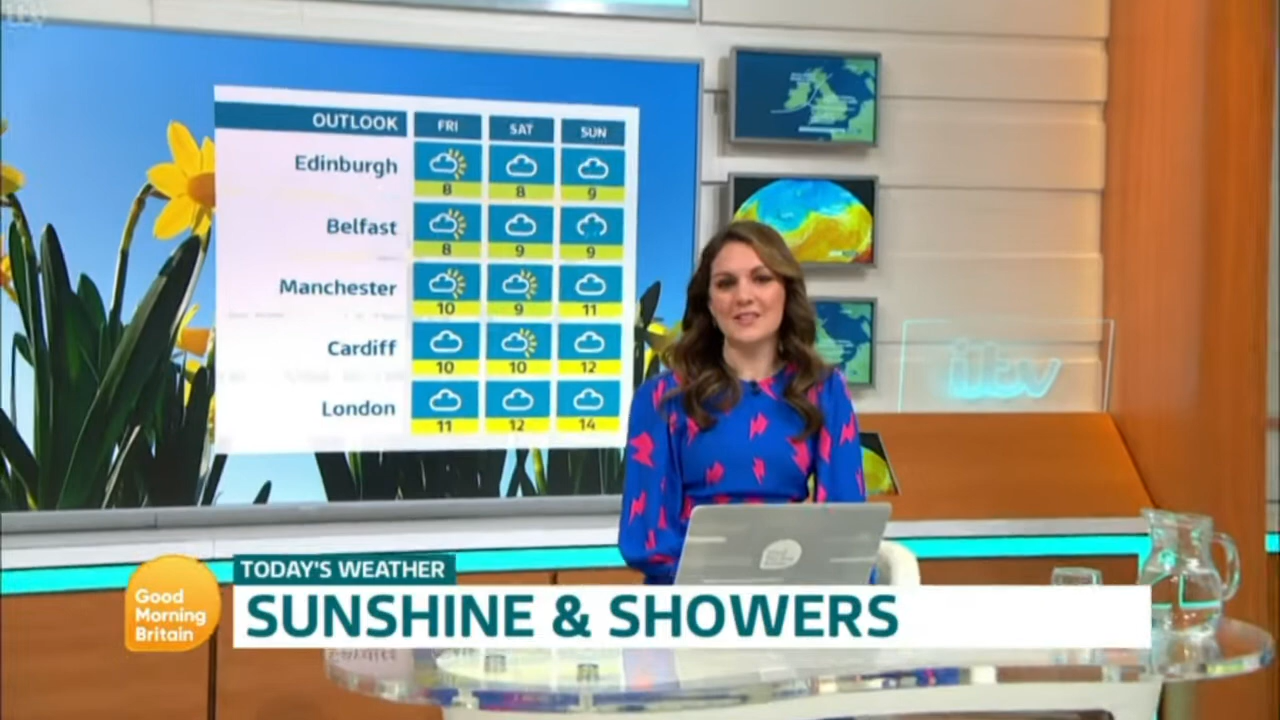 itv
OUTLOOK FRI SAT SUN
Edinburgh 8 8 9
Belfast 8 9 9
Manchester 10 9 11
Cardiff 10 10 12
London 11 12 14
itv
TODAY'S WEATHER
Good
Morning
Britain
SUNSHINE & SHOWERS